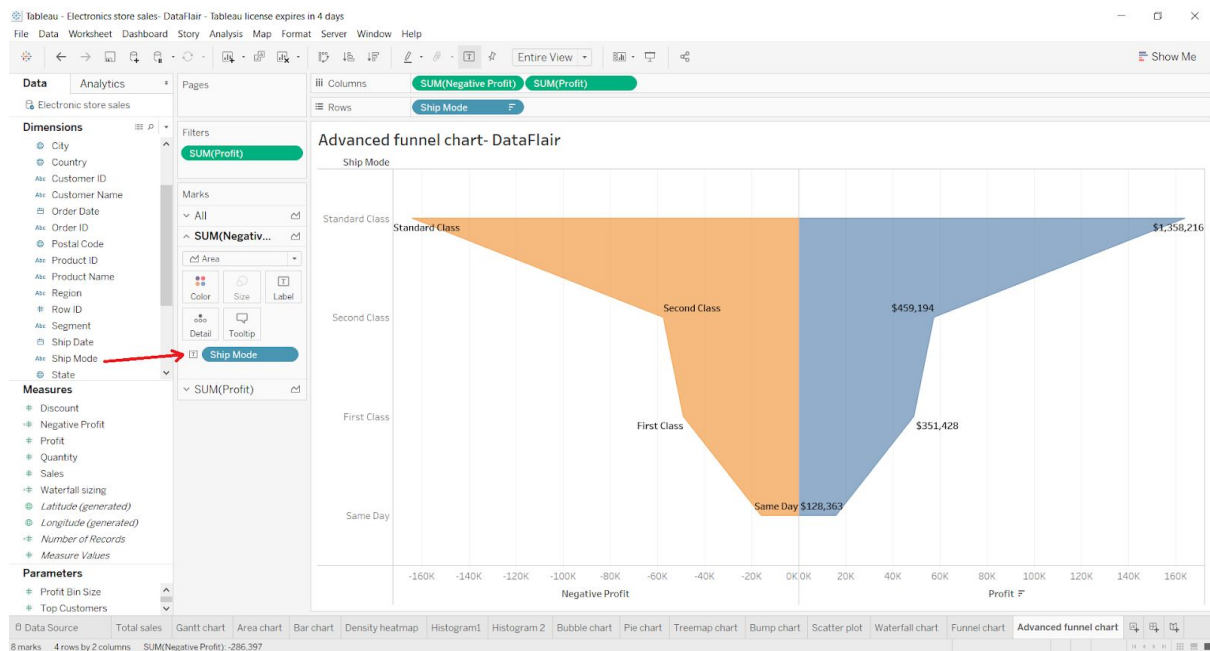 Tableau - Electronics store sales- DataFlair - Tableau license expires in 4 days
File Data Worksheet Dashboard Story Analysis Map Format Server Window Help
Entire View
Show Me
Data Analytics
Electronic store sales
Dimensions
City
Country
Abc Customer ID
Abc Customer Name
Order Date
Abc Order ID
Postal Code
Abc Product ID
Abc Product Name
Abc Region
# Row ID
Abc Segment
Ship Date
Abc Ship Mode
State
Measures
# Discount
=# Negative Profit
# Profit
# Quantity
# Sales
=# Waterfall sizing
Latitude (generated)
Longitude (generated)
=# Number of Records
# Measure Values
Parameters
# Profit Bin Size
# Top Customers
Pages
Filters
SUM(Profit)
Marks
All
SUM(Negativ...
Area
Color Size Label
Detail Tooltip
Ship Mode
SUM(Profit)
Columns SUM(Negative Profit) SUM(Profit)
Rows Ship Mode
Advanced funnel chart- DataFlair
Ship Mode
Standard Class
Standard Class $1,358,216
Second Class $459,194
Second Class
First Class
First Class $351,428
Same Day $128,363
Same Day
-160K -140K -120K -100K -80K -60K -40K -20K 0K 0K 20K 40K 60K 80K 100K 120K 140K 160K
Negative Profit Profit
Data Source Total sales Gantt chart Area chart Bar chart Density heatmap Histogram1 Histogram 2 Bubble chart Pie chart Treemap chart Bump chart Scatter plot Waterfall chart Funnel chart Advanced funnel chart
8 marks 4 rows by 2 columns SUM(Negative Profit): -286,397